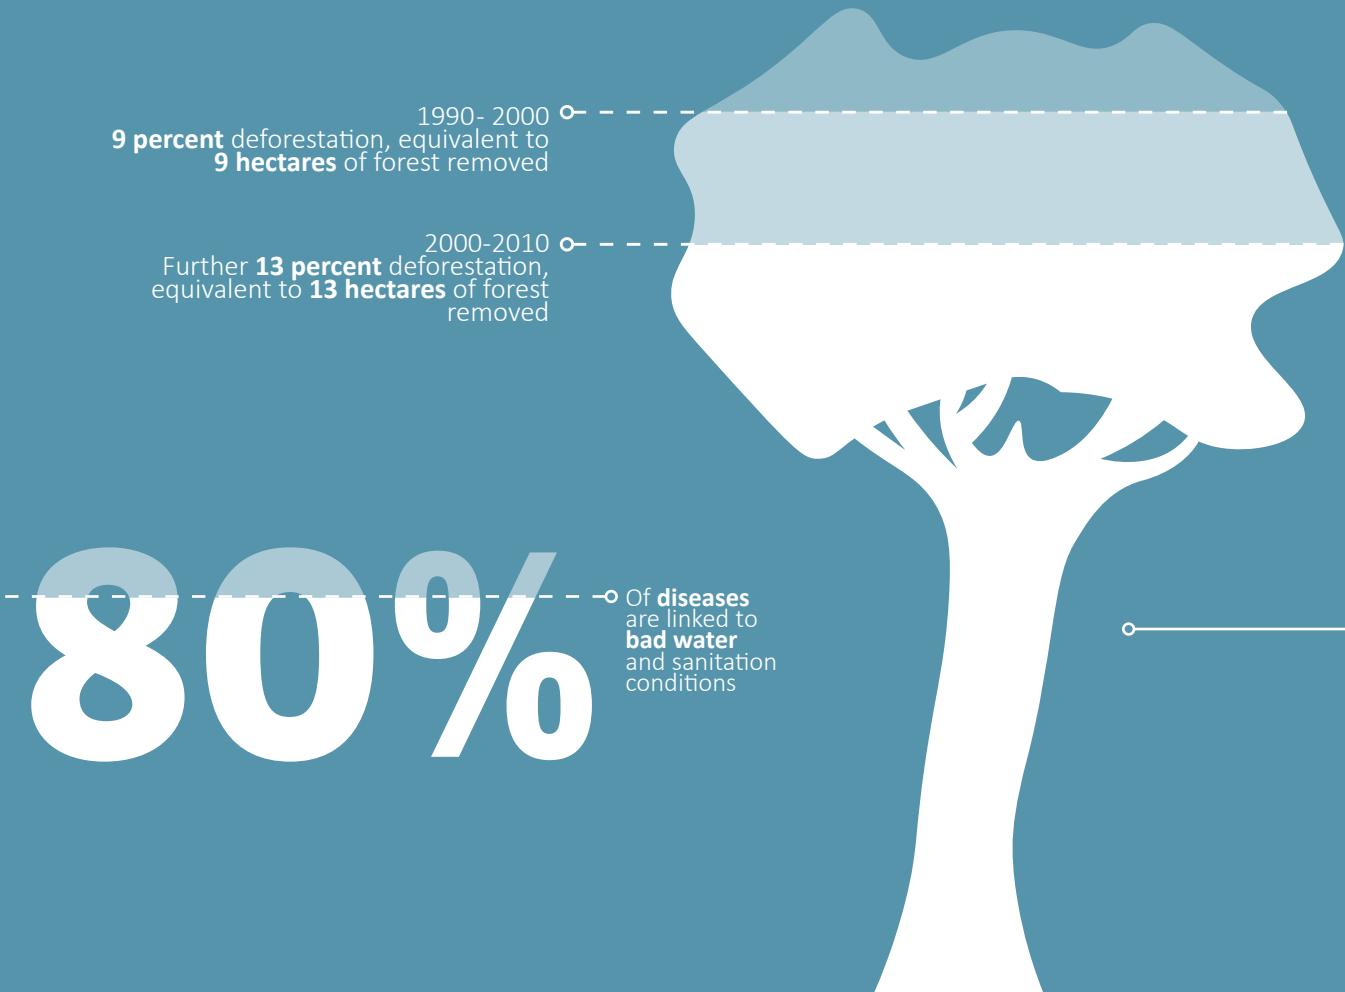 1990- 2000
9 percent deforestation, equivalent to
9 hectares of forest removed
2000-2010
Further 13 percent deforestation,
equivalent to 13 hectares of forest
removed
80%
Of diseases
are linked to
bad water
and sanitation
conditions